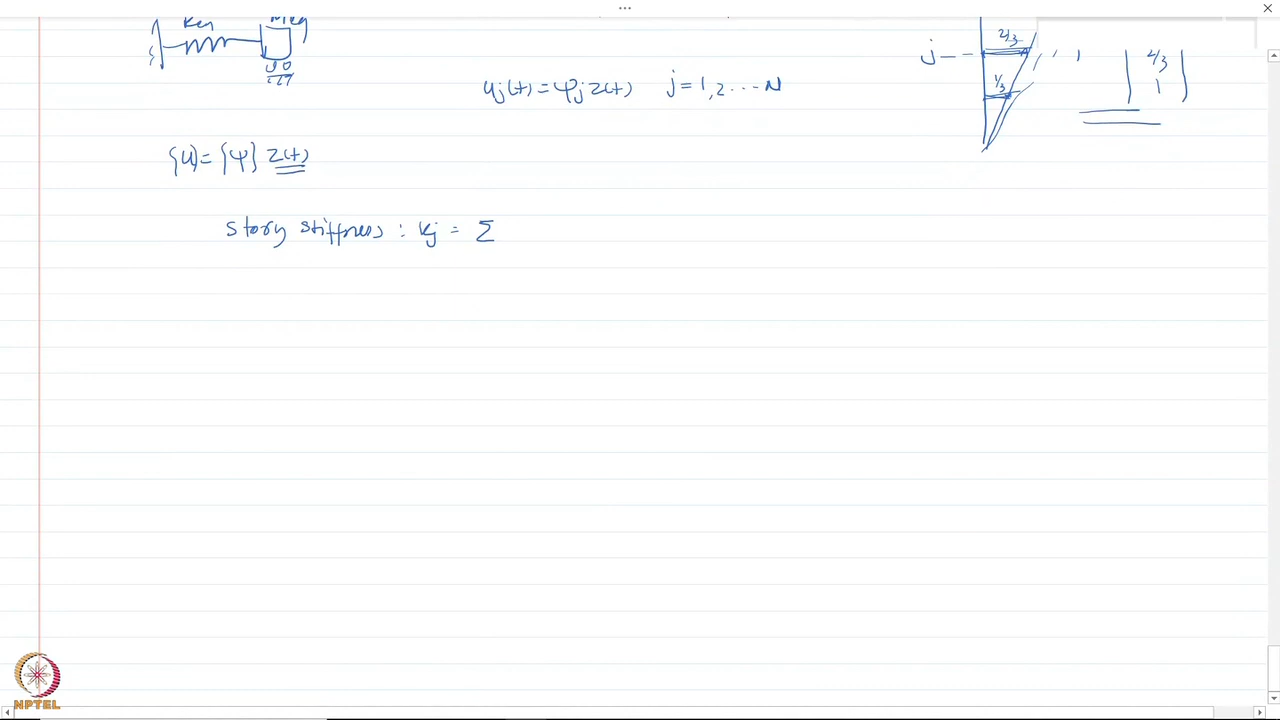 Keq
Meq
uj(t) = ψj z(t)   j = 1, 2 ... N
{u} = {ψ} z(t)
story stiffness : kj = Σ
j
2/3
1/3
2/3
1
NPTEL